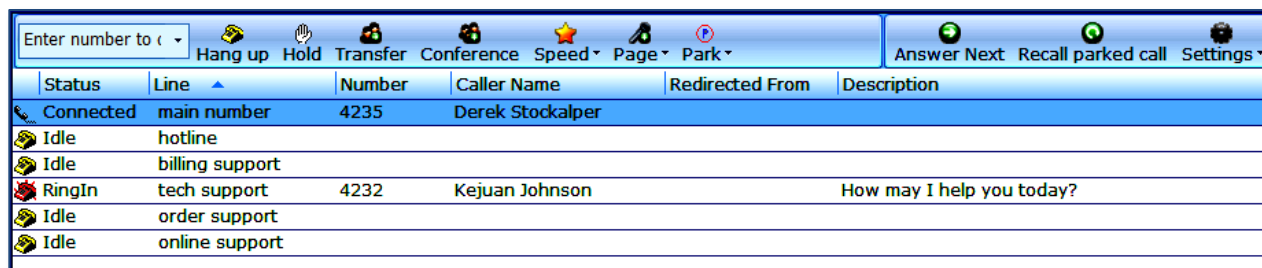 Enter number to c
Hang up Hold Transfer Conference Speed Page Park Answer Next Recall parked call Settings
Status Line Number Caller Name Redirected From Description
Connected main number 4235 Derek Stockalper
Idle hotline
Idle billing support
RingIn tech support 4232 Kejuan Johnson How may I help you today?
Idle order support
Idle online support